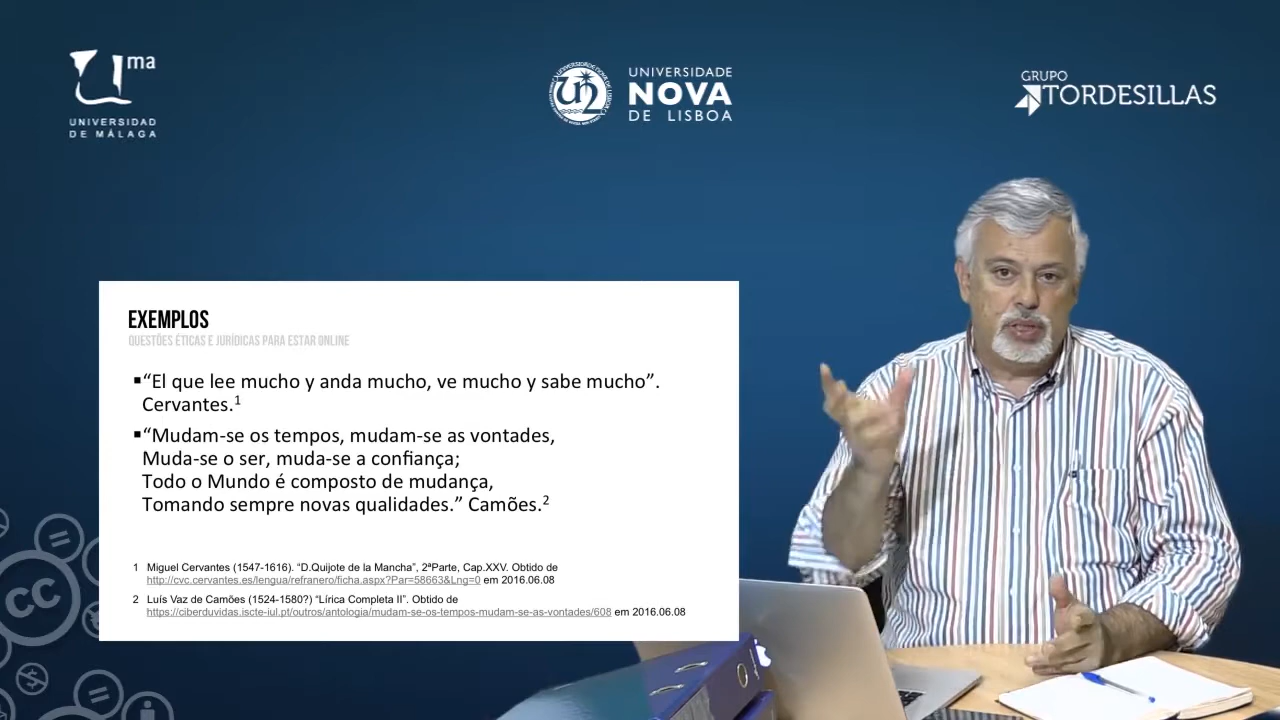 ma
UNIVERSIDAD
DE MÁLAGA
UNIVERSIDADE
NOVA
DE LISBOA
GRUPO
TORDESILLAS
EXEMPLOS
QUESTÕES ÉTICAS E JURÍDICAS PARA ESTAR ONLINE
▪“El que lee mucho y anda mucho, ve mucho y sabe mucho”.
Cervantes.1
▪“Mudam-se os tempos, mudam-se as vontades,
Muda-se o ser, muda-se a confiança;
Todo o Mundo é composto de mudança,
Tomando sempre novas qualidades.” Camões.2
1 Miguel Cervantes (1547-1616). “D.Quijote de la Mancha”, 2ªParte, Cap.XXV. Obtido de
http://cvc.cervantes.es/lengua/refranero/ficha.aspx?Par=58663&Lng=0 em 2016.06.08
2 Luís Vaz de Camões (1524-1580?) “Lírica Completa II”. Obtido de
https://ciberduvidas.iscte-iul.pt/outros/antologia/mudam-se-os-tempos-mudam-se-as-vontades/608 em 2016.06.08
CC